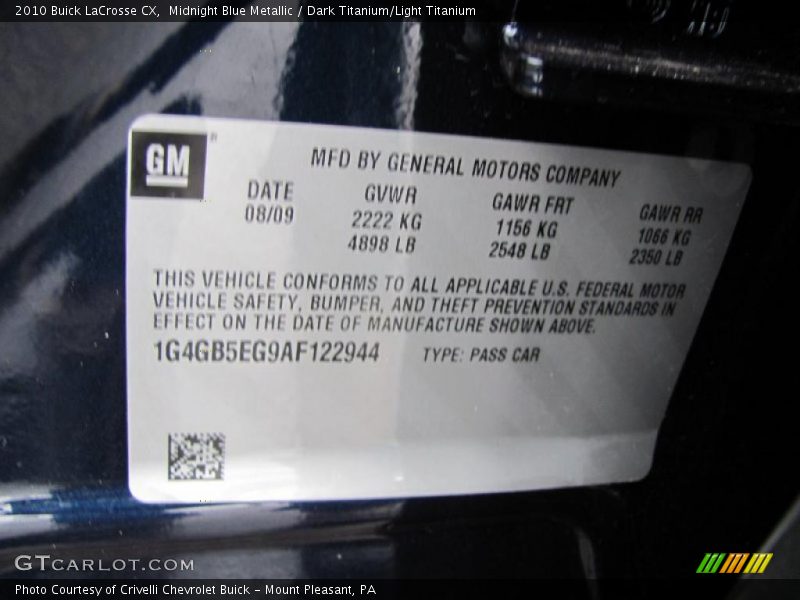 2010 Buick LaCrosse CX,  Midnight Blue Metallic / Dark Titanium/Light Titanium
GM
MFD BY GENERAL MOTORS COMPANY
DATE GVWR GAWR FRT GAWR RR
08/09 2222 KG 1156 KG 1066 KG
4898 LB 2548 LB 2350 LB
THIS VEHICLE CONFORMS TO ALL APPLICABLE U.S. FEDERAL MOTOR
VEHICLE SAFETY, BUMPER, AND THEFT PREVENTION STANDARDS IN
EFFECT ON THE DATE OF MANUFACTURE SHOWN ABOVE.
1G4GB5EG9AF122944 TYPE: PASS CAR
GTCARLOT.COM
Photo Courtesy of Crivelli Chevrolet Buick - Mount Pleasant, PA